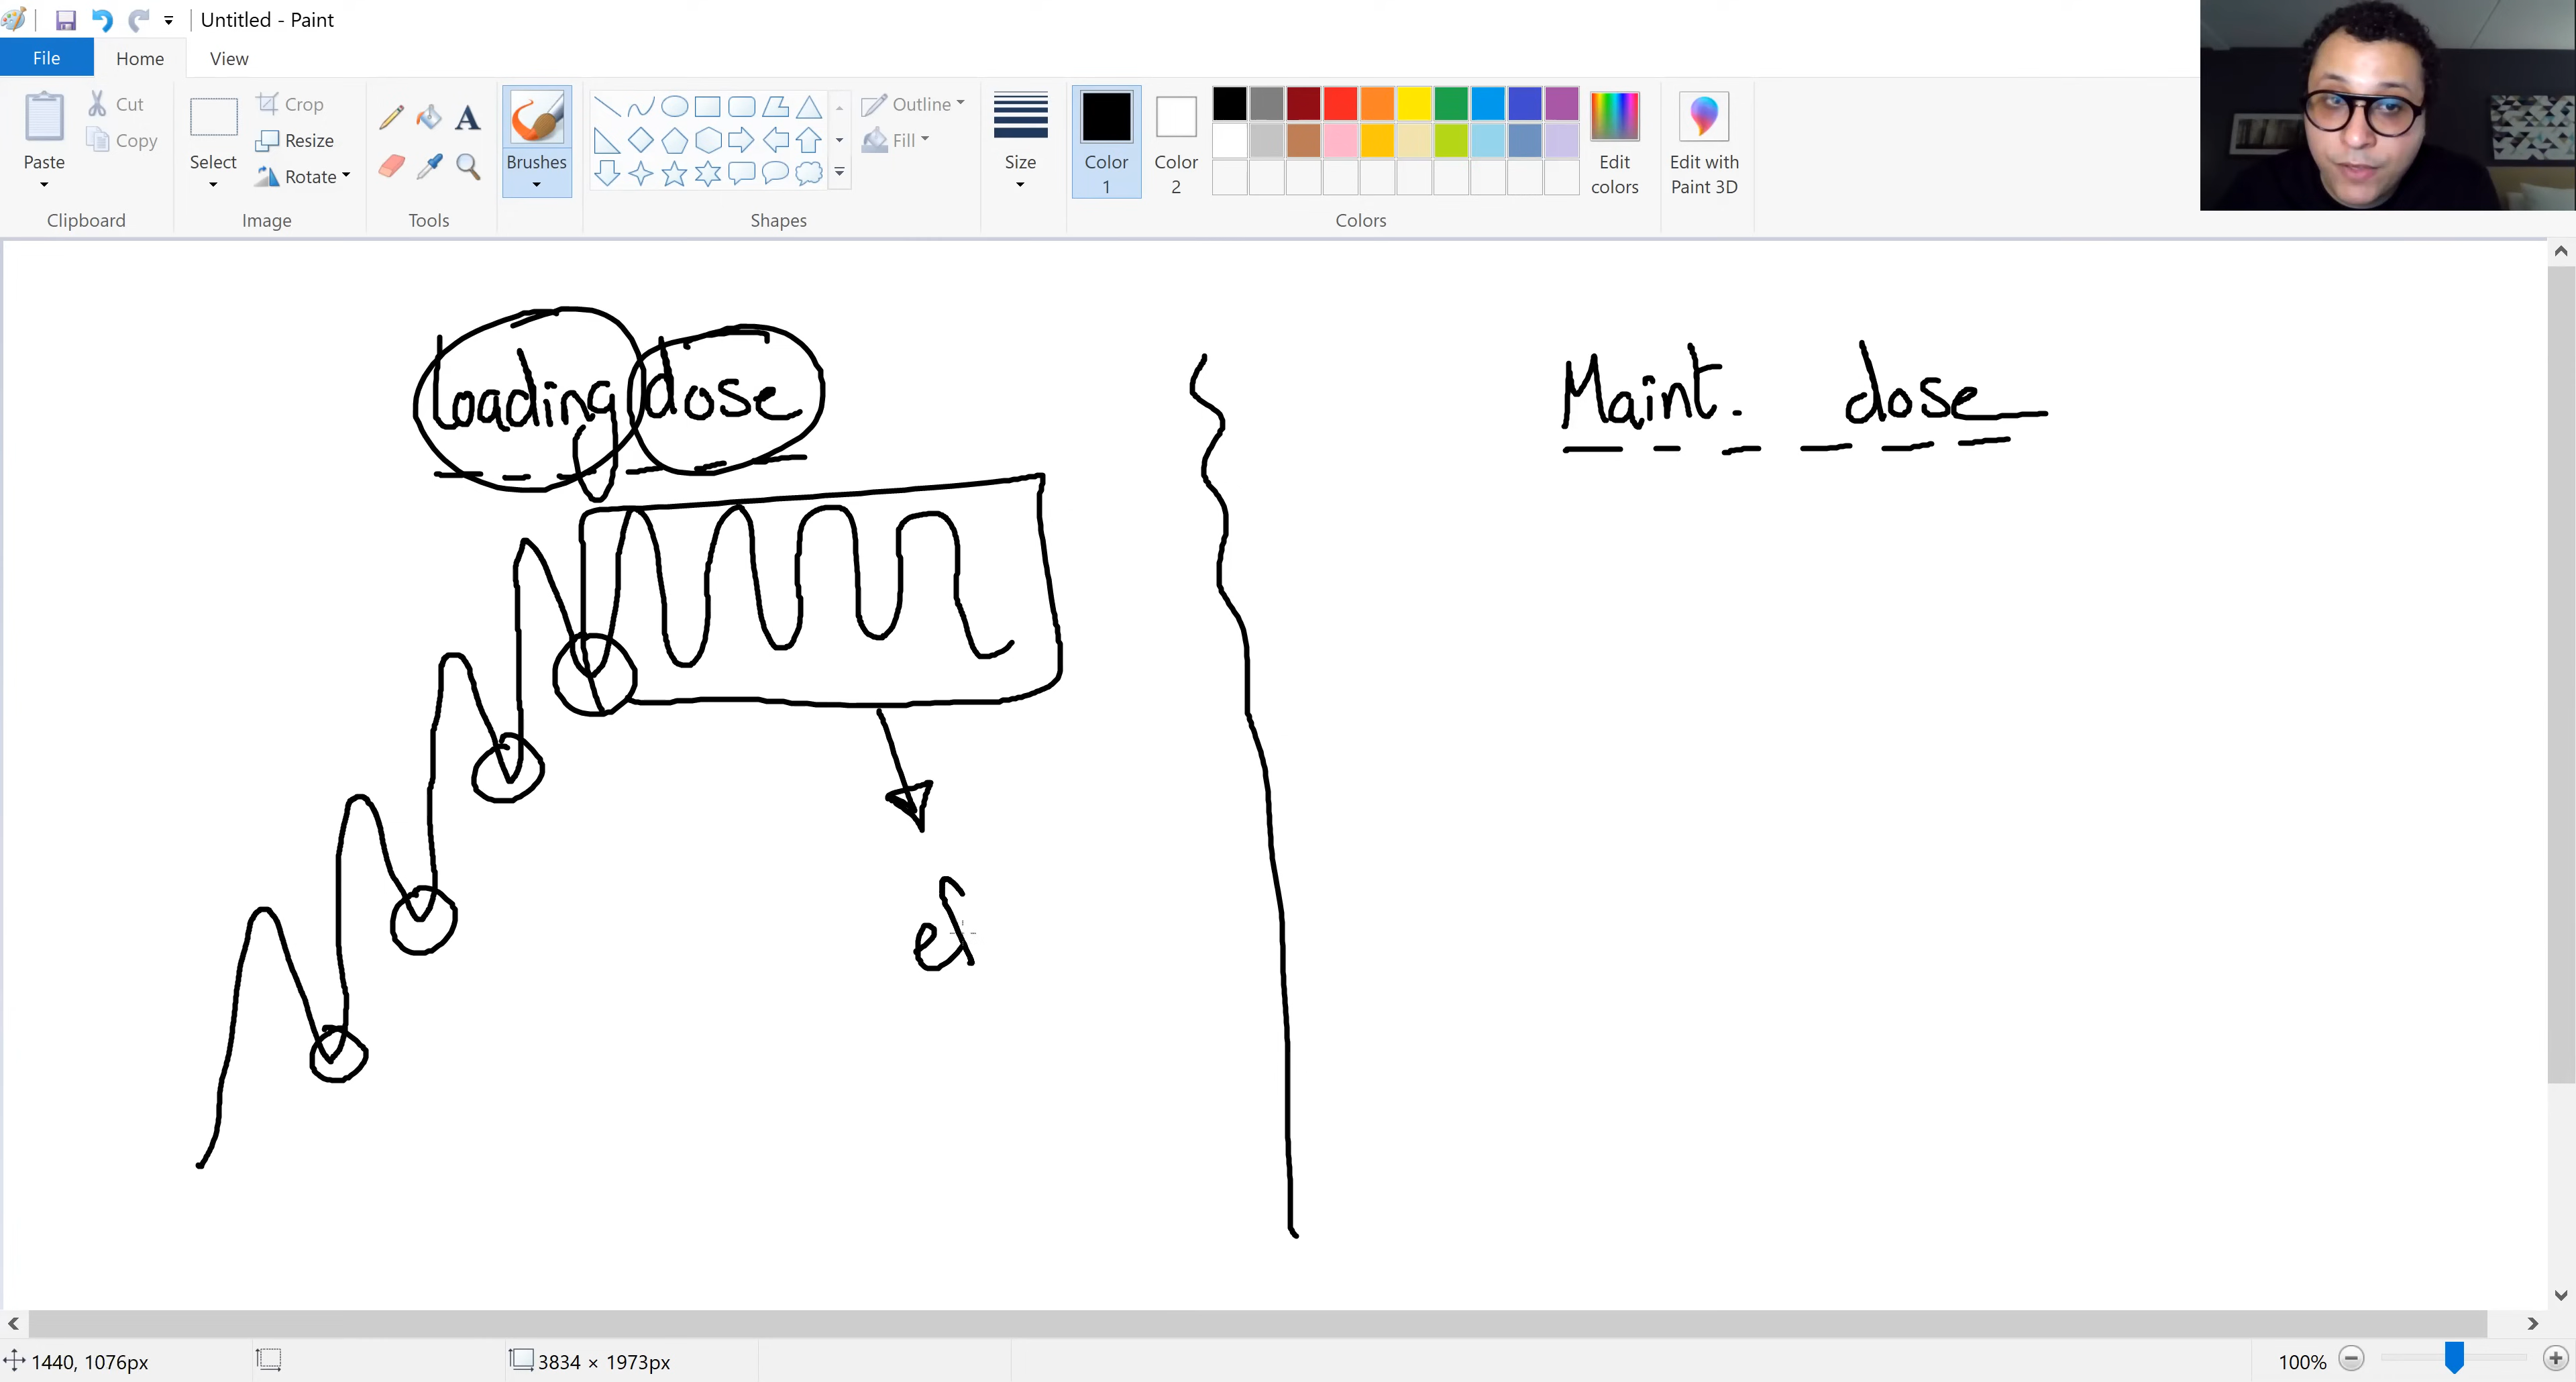 Untitled - Paint
File Home View
Cut
Copy
Paste
Clipboard
Crop
Resize
Rotate
Select
Image
Tools
Brushes
Outline
Fill
Shapes
Size
Color 1
Color 2
Edit colors
Edit with Paint 3D
Colors
loading dose
Maint. dose
1440, 1076px
3834 × 1973px
100%